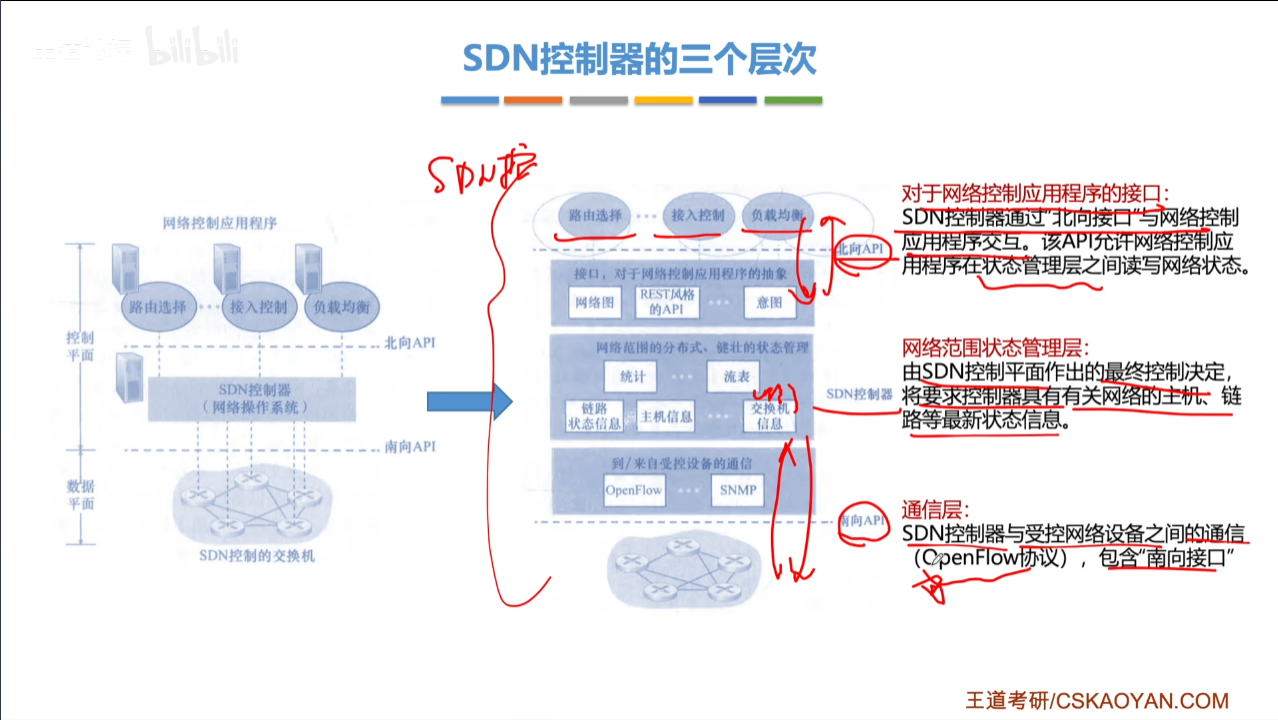 bilibili
SDN控制器的三个层次
SDN控
网络控制应用程序
路由选择 ··· 接入控制 负载均衡
北向API
控制
平面
SDN控制器
（网络操作系统）
南向API
数据
平面
SDN控制的交换机
路由选择 ··· 接入控制 负载均衡
北向API
接口，对于网络控制应用程序的抽象
网络图
REST风格
的API
···
意图
网络范围的分布式、健壮的状态管理
统计 ··· 流表
链路
状态信息
主机信息
···
交换机
信息
SDN控制器
到/来自受控设备的通信
OpenFlow ··· SNMP
南向API
对于网络控制应用程序的接口：
SDN控制器通过“北向接口”与网络控制
应用程序交互。该API允许网络控制应
用程序在状态管理层之间读写网络状态。
网络范围状态管理层：
由SDN控制平面作出的最终控制决定，
将要求控制器具有有关网络的主机、链
路等最新状态信息。
通信层：
SDN控制器与受控网络设备之间的通信
（OpenFlow协议），包含“南向接口”
王道考研/CSKAOYAN.COM